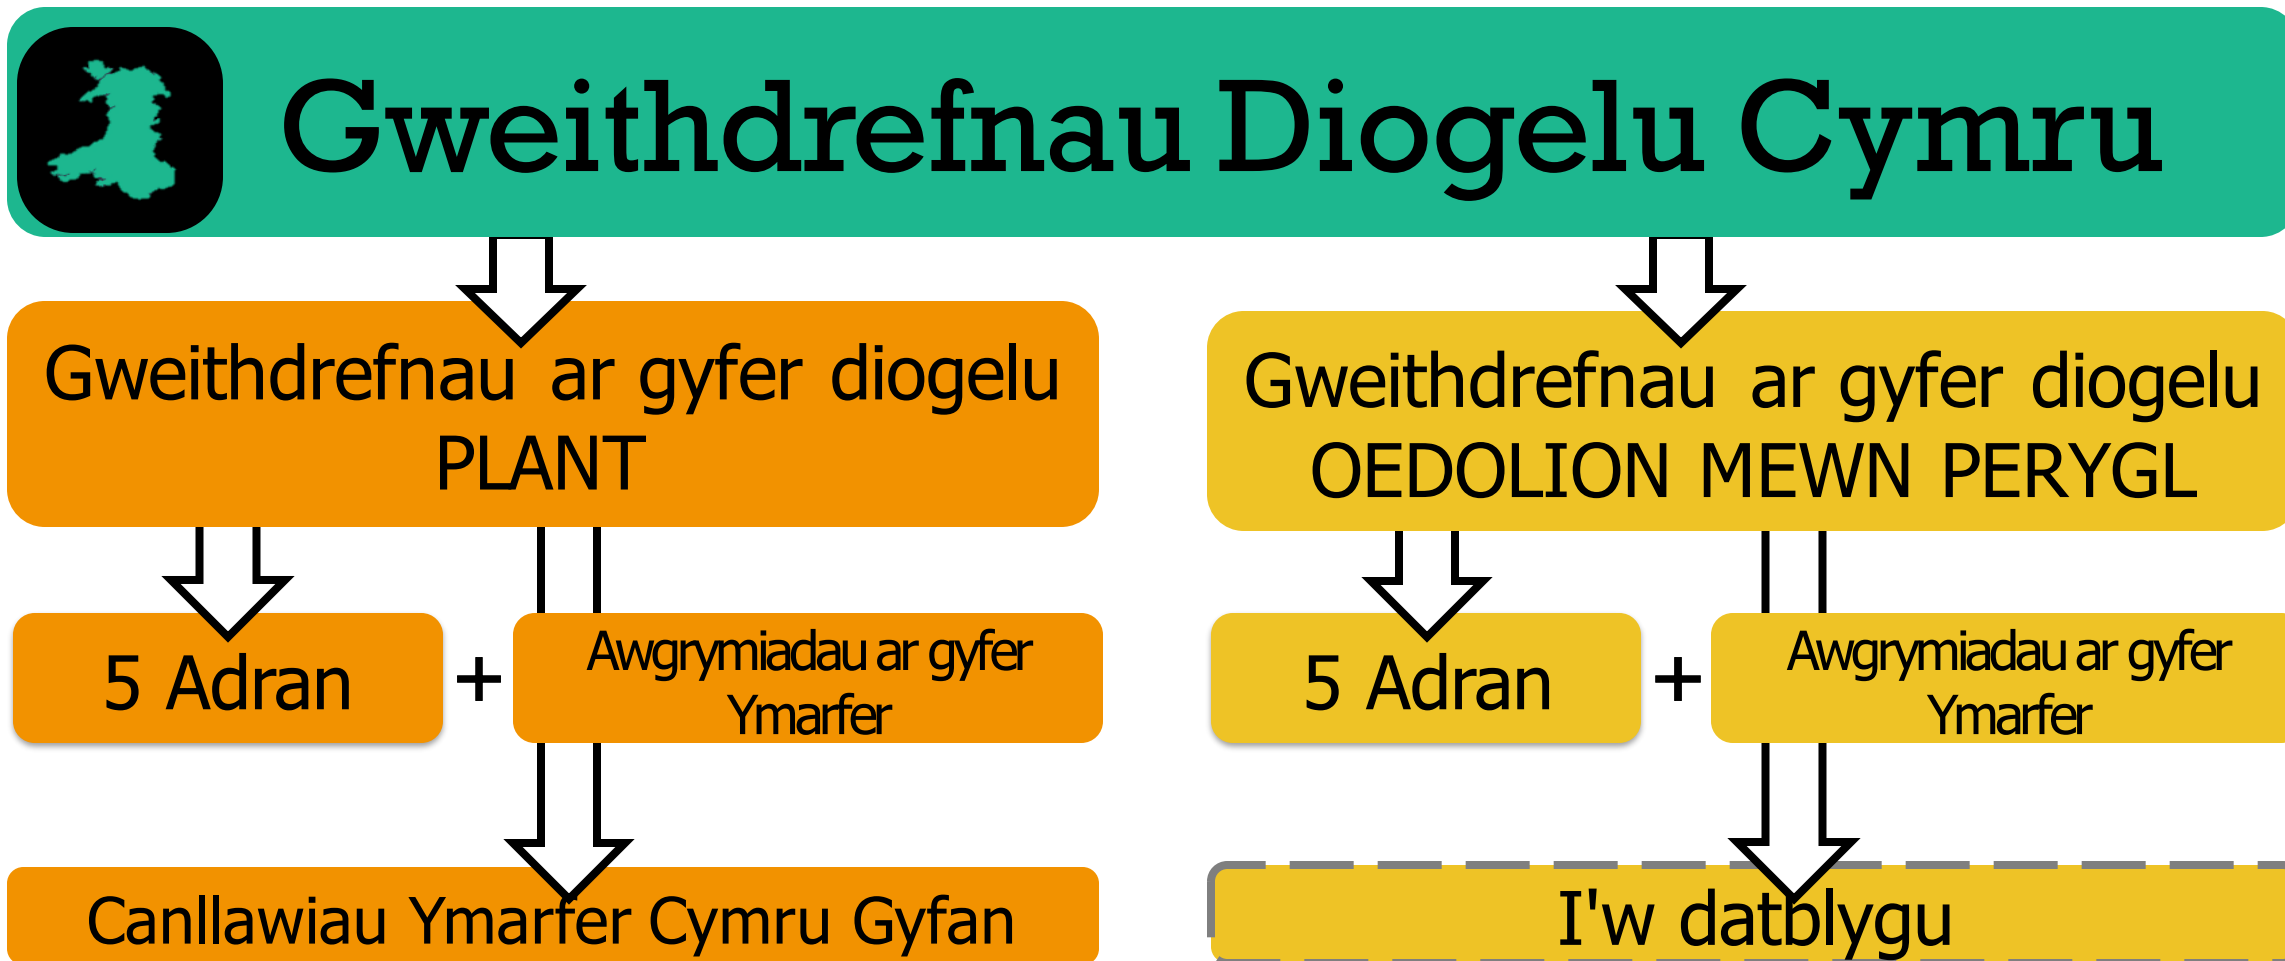 Gweithdrefnau Diogelu Cymru
Gweithdrefnau ar gyfer diogelu
PLANT
Gweithdrefnau ar gyfer diogelu
OEDOLION MEWN PERYGL
5 Adran
+
Awgrymiadau ar gyfer
Ymarfer
5 Adran
+
Awgrymiadau ar gyfer
Ymarfer
Canllawiau Ymarfer Cymru Gyfan
I'w datblygu